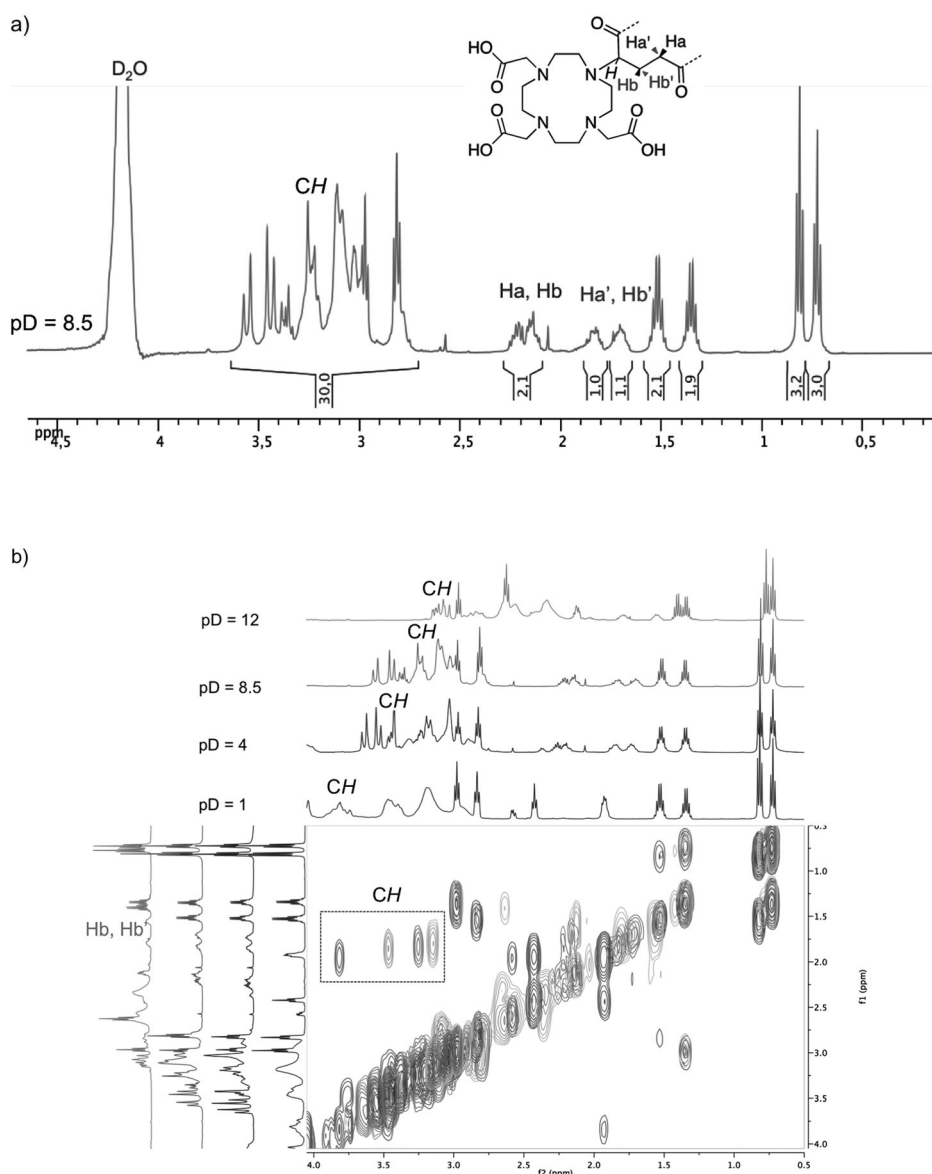 a)
D2O
O
Ha'
Ha
HO
O
N
N
H
Hb
Hb'
O
O
HO
O
N
N
O
OH
CH
pD = 8.5
Ha, Hb
Ha', Hb'
30,0
2,1
1,0
1,1
2,1
1,9
3,2
3,0
ppm 4,5 4 3,5 3 2,5 2 1,5 1 0,5
b)
CH
pD = 12
CH
pD = 8.5
CH
pD = 4
CH
pD = 1
Hb, Hb'
CH
0.5
1.0
1.5
2.0
2.5
3.0
3.5
4.0
f1 (ppm)
4.0 3.5 3.0 2.5 2.0 1.5 1.0 0.5
f2 (ppm)